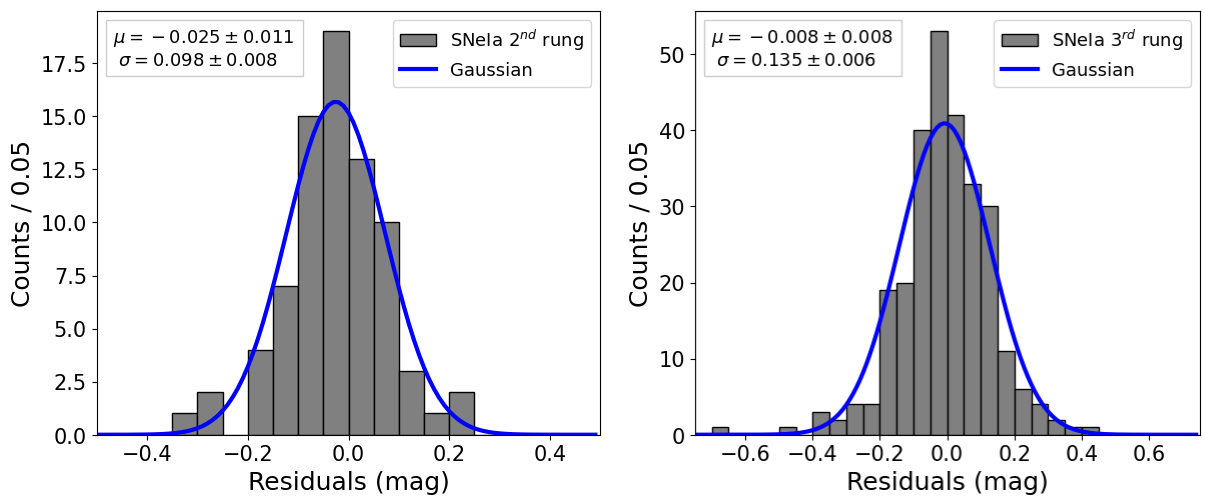 μ = −0.025 ± 0.011
σ = 0.098 ± 0.008
SNeIa 2nd rung
Gaussian
Counts / 0.05
17.5
15.0
12.5
10.0
7.5
5.0
2.5
0.0
−0.4
−0.2
0.0
0.2
0.4
Residuals (mag)
μ = −0.008 ± 0.008
σ = 0.135 ± 0.006
SNeIa 3rd rung
Gaussian
Counts / 0.05
50
40
30
20
10
0
−0.6
−0.4
−0.2
0.0
0.2
0.4
0.6
Residuals (mag)